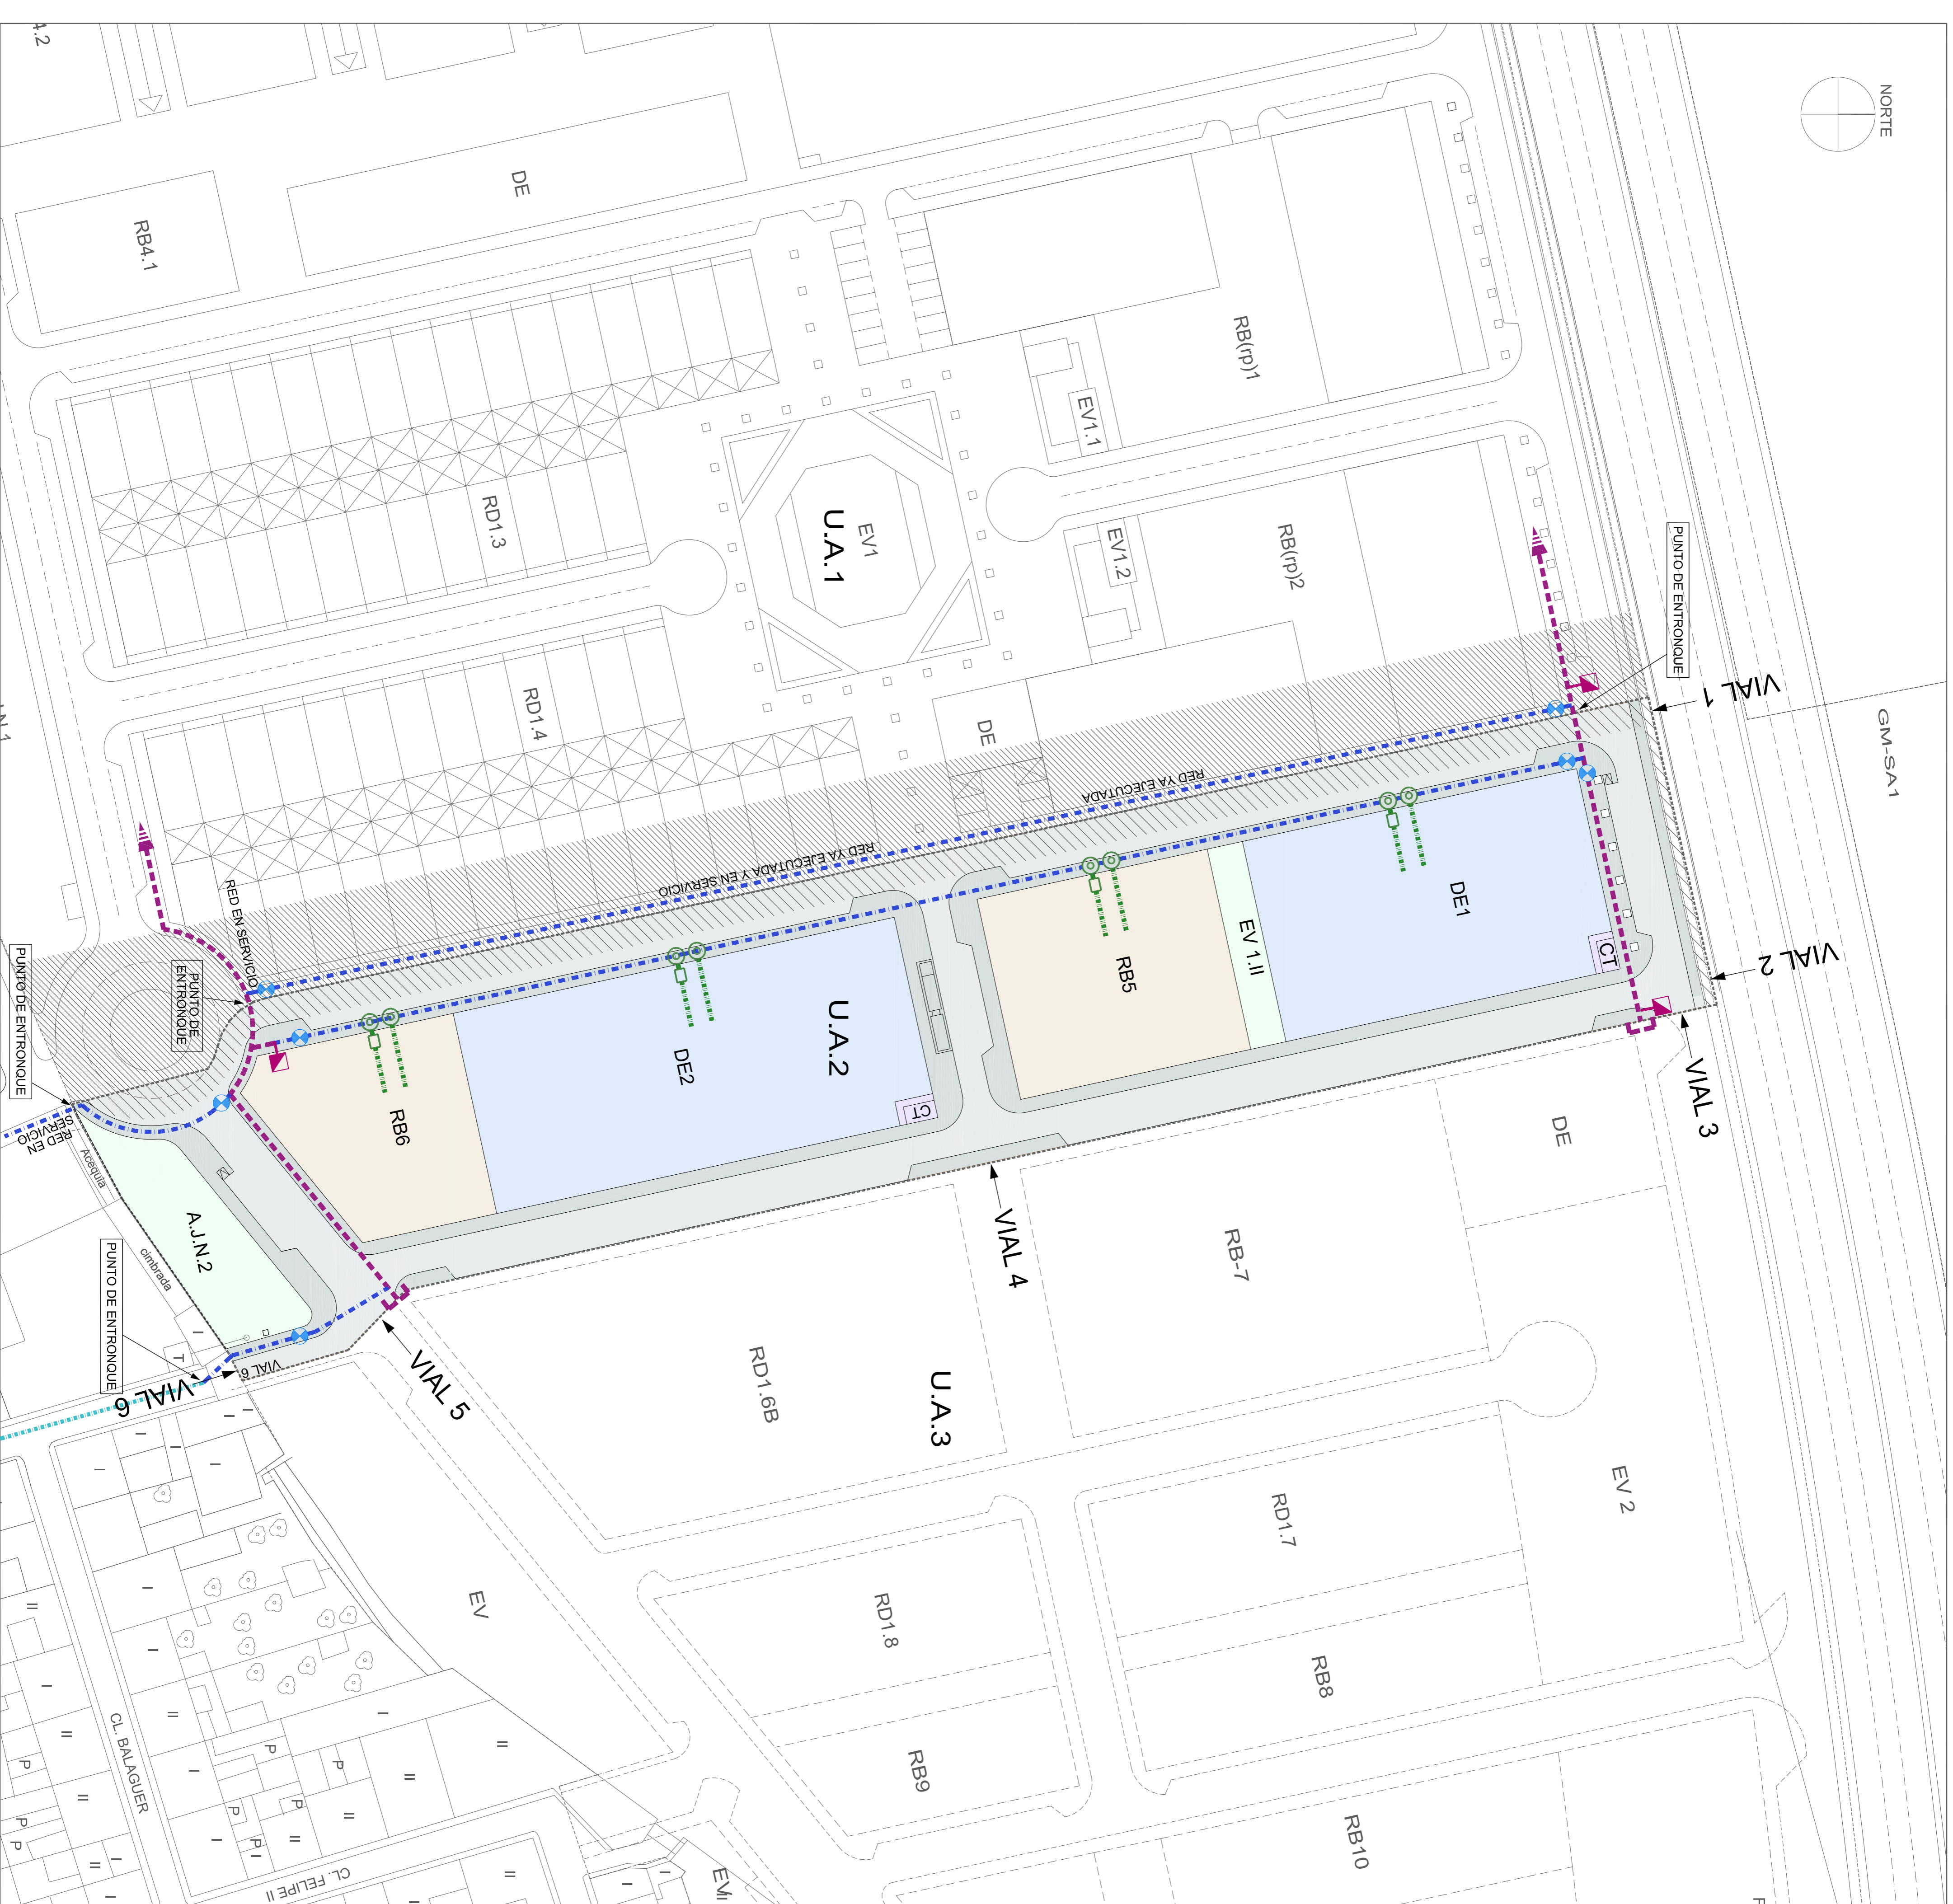 NORTE
DE
RB4.1
RB(rp)1
EV1.1
RD1.3
U.A.1
EV1
EV1.2
RB(rp)2
PUNTO DE ENTRONQUE
VIAL 1
GM-SA1
RD1.4
DE
RED YA EJECUTADA
RED YA EJECUTADA Y EN SERVICIO
RED EN SERVICIO
DE1
EV 1.II
CT
VIAL 2
RB5
PUNTO DE
ENTRONQUE
PUNTO DE ENTRONQUE
U.A.2
DE2
CT
RB6
VIAL 3
DE
RED EN
SERVICIO
Acequia
A.J.N.2
cimbrada
PUNTO DE ENTRONQUE
VIAL 4
RB-7
T
VIAL 6
VIAL 6
VIAL 5
RD1.6B
U.A.3
EV 2
RD1.7
EV
RD1.8
RB8
RB9
RB10
CL. BALAGUER
CL. FELIPE II
I
I
I
I
I
II
II
II
II
P
P
P
P
P
P
P
P